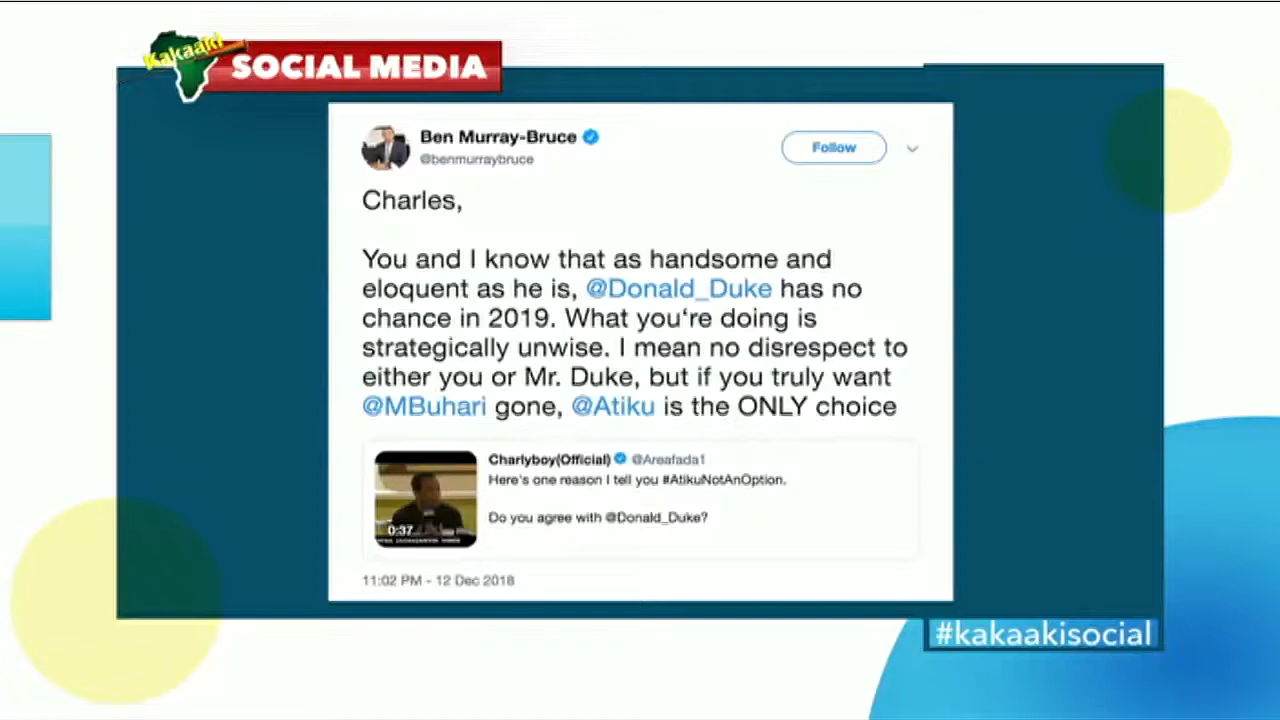 Kakaaki
SOCIAL MEDIA
Ben Murray-Bruce
@benmurraybruce
Follow
Charles,
You and I know that as handsome and
eloquent as he is, @Donald_Duke has no
chance in 2019. What you‘re doing is
strategically unwise. I mean no disrespect to
either you or Mr. Duke, but if you truly want
@MBuhari gone, @Atiku is the ONLY choice
Charlyboy(Official) @Areafada1
Here's one reason I tell you #AtikuNotAnOption.
Do you agree with @Donald_Duke?
0:37
11:02 PM - 12 Dec 2018
#kakaakisocial